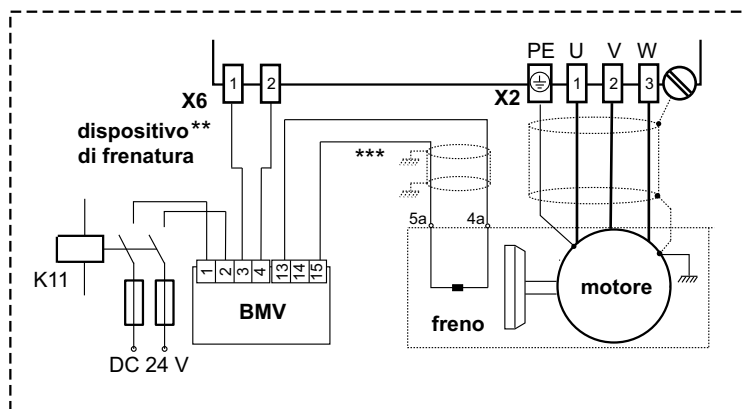 PE U V W
X6 1 2 X2 1 2 3
dispositivo**
di frenatura
***
5a 4a
K11
1 2 3 4 13 14 15
BMV
motore
freno
DC 24 V